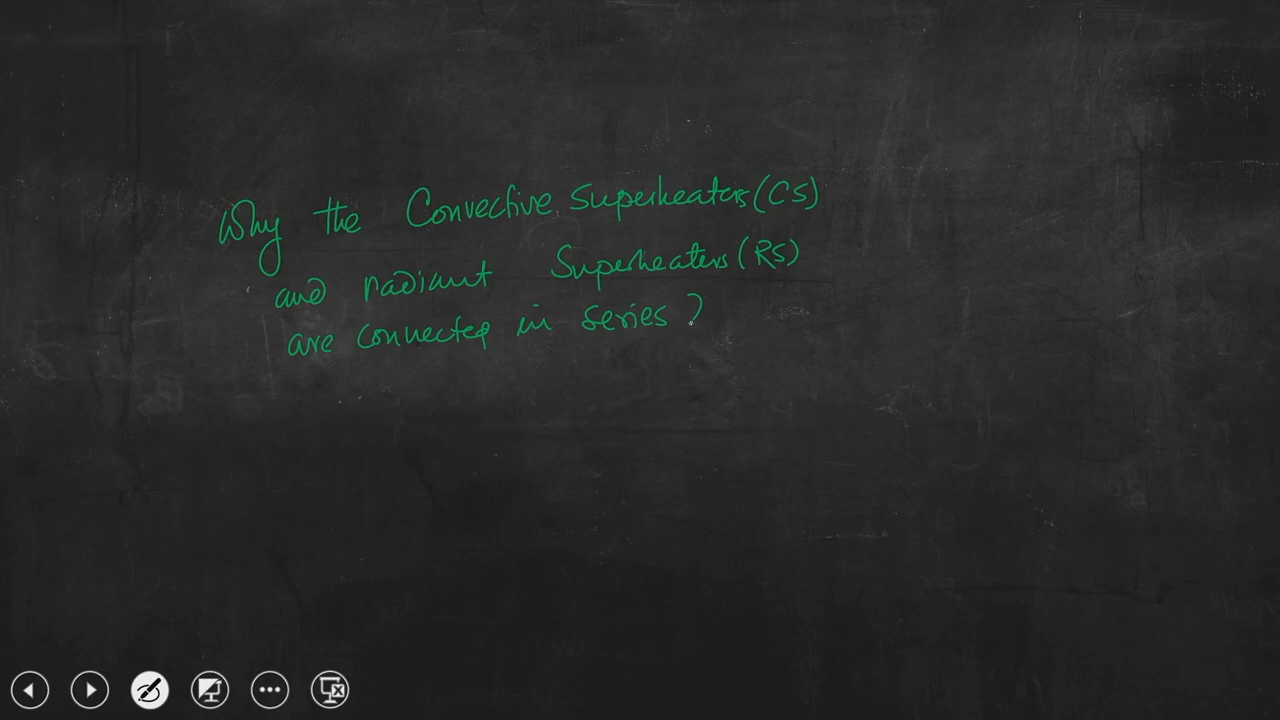 Why the Convective Superheaters (CS)
and radiant Superheaters (RS)
are connected in series ?